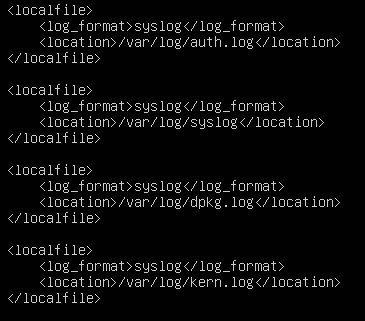 <localfile>
    <log_format>syslog</log_format>
    <location>/var/log/auth.log</location>
</localfile>

<localfile>
    <log_format>syslog</log_format>
    <location>/var/log/syslog</location>
</localfile>

<localfile>
    <log_format>syslog</log_format>
    <location>/var/log/dpkg.log</location>
</localfile>

<localfile>
    <log_format>syslog</log_format>
    <location>/var/log/kern.log</location>
</localfile>